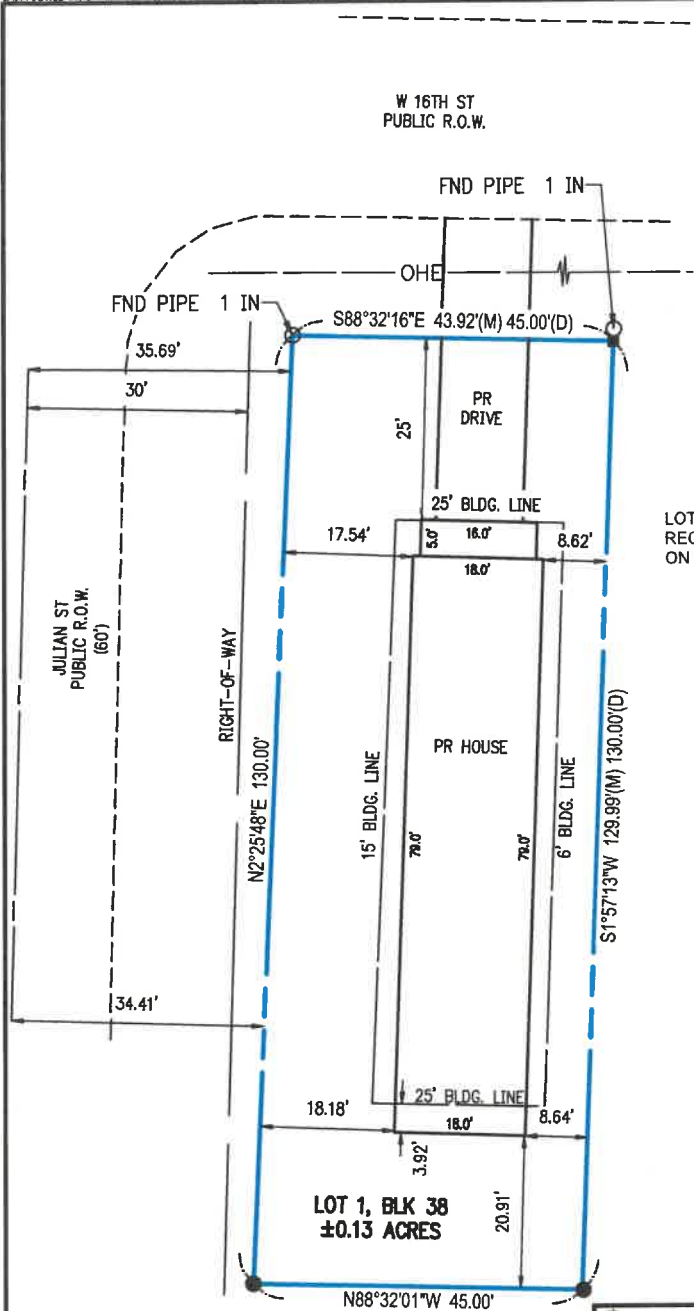 W 16TH ST
PUBLIC R.O.W.
FND PIPE 1 IN
OHE
FND PIPE 1 IN
S88°32'16"E 43.92'(M) 45.00'(D)
35.69'
30'
25'
PR
DRIVE
25' BLDG. LINE
LOT
REC
ON
17.54'
5.0'
16.0'
8.62'
18.0'
JULIAN ST
PUBLIC R.O.W.
(60')
RIGHT-OF-WAY
N2°25'48"E 130.00'
15' BLDG. LINE
79.0'
PR HOUSE
79.0'
6' BLDG. LINE
S1°57'13"W 129.99'(M) 130.00'(D)
34.41'
25' BLDG. LINE
18.18'
18.0'
8.64'
3.92'
20.91'
LOT 1, BLK 38
±0.13 ACRES
N88°32'01"W 45.00'